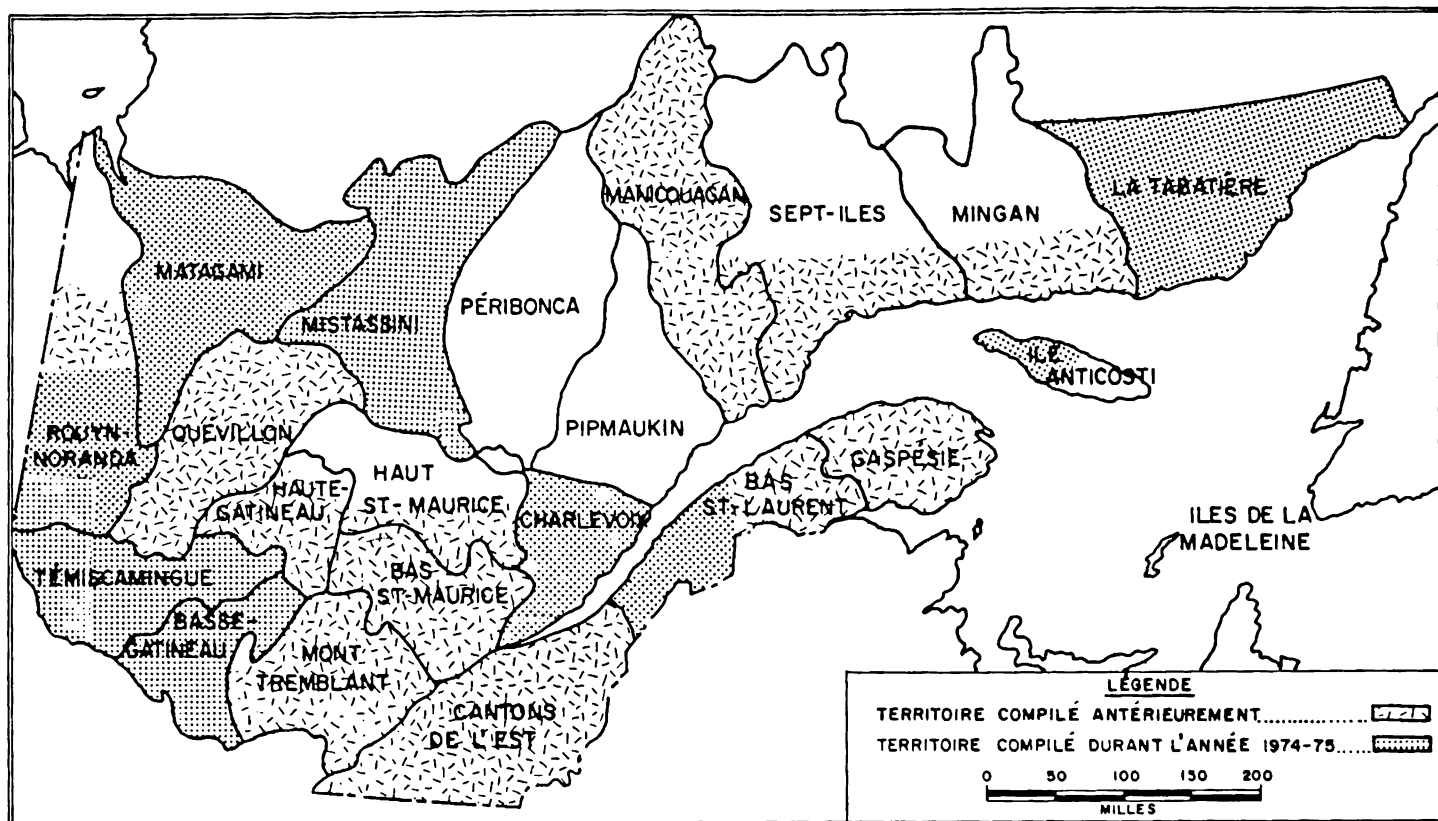 MANICOUAGAN
SEPT-ILES
MINGAN
LA TABATIÈRE
MATAGAMI
MISTASSINI
PÉRIBONCA
ILE
ANTICOSTI
ROUYN-
NORANDA
QUÉVILLON
PIPMAUKIN
HAUT
ST-MAURICE
HAUTE-
GATINEAU
CHARLEVOIX
BAS
ST-LAURENT
GASPÉSIE
ILES DE LA
MADELEINE
TÉMISCAMINGUE
BASSE-
GATINEAU
BAS
ST-MAURICE
MONT
TREMBLANT
CANTONS
DE L'EST
LÉGENDE
TERRITOIRE COMPILÉ ANTÉRIEUREMENT..................
TERRITOIRE COMPILÉ DURANT L'ANNÉE 1974-75......
0 50 100 150 200
MILLES